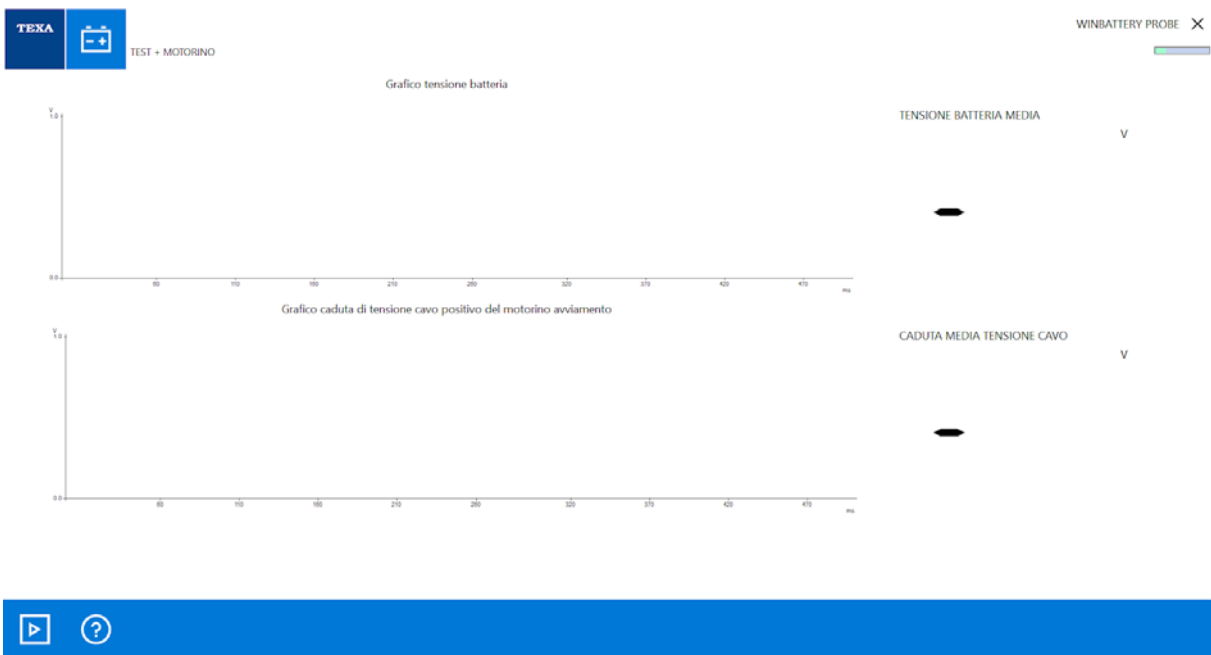 TEXA
WINBATTERY PROBE
TEST + MOTORINO
Grafico tensione batteria
V
1.0
TENSIONE BATTERIA MEDIA
V
0.0
60 110 160 210 260 320 370 420 470
ms
Grafico caduta di tensione cavo positivo del motorino avviamento
V
1.0
CADUTA MEDIA TENSIONE CAVO
V
0.0
60 110 160 210 260 320 370 420 470
ms
?